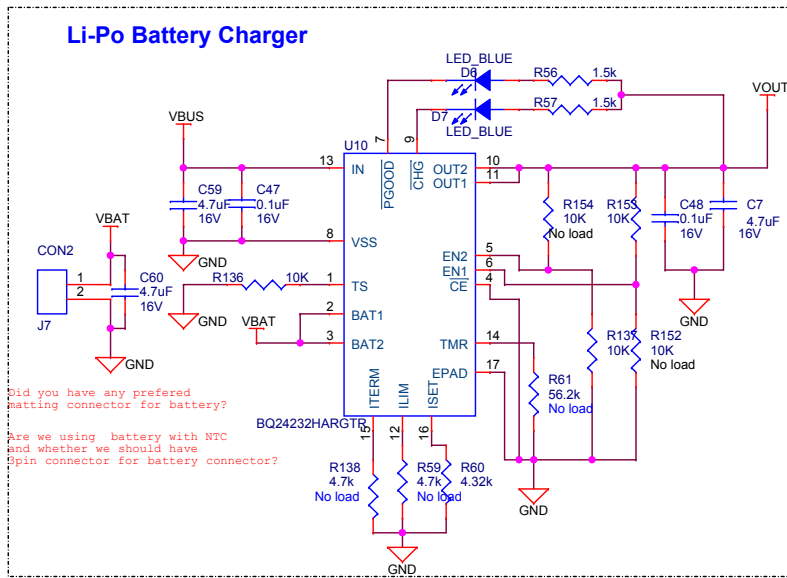 Li-Po Battery Charger
LED_BLUE
D6
R56
1.5k
R57
1.5k
D7
LED_BLUE
VOUT
VBUS
U10
7
9
13
IN
PGOOD
CHG
OUT2
10
OUT1
11
C59
4.7uF
16V
C47
0.1uF
16V
R154
10K
No load
R153
10K
C48
0.1uF
16V
C7
4.7uF
16V
VBAT
8
VSS
GND
EN2
5
EN1
6
CE
4
CON2
1
2
J7
C60
4.7uF
16V
R136
10K
1
TS
GND
GND
2
BAT1
VBAT
3
BAT2
TMR
14
R137
10K
R152
10K
No load
GND
EPAD
17
R61
56.2k
No load
ITERM
ILIM
ISET
BQ24232HARGTR
15
12
16
Did you have any prefered
matting connector for battery?
Are we using battery with NTC
and whether we should have
3pin connector for battery connector?
R138
4.7k
No load
R59
4.7k
No load
R60
4.32k
GND
GND